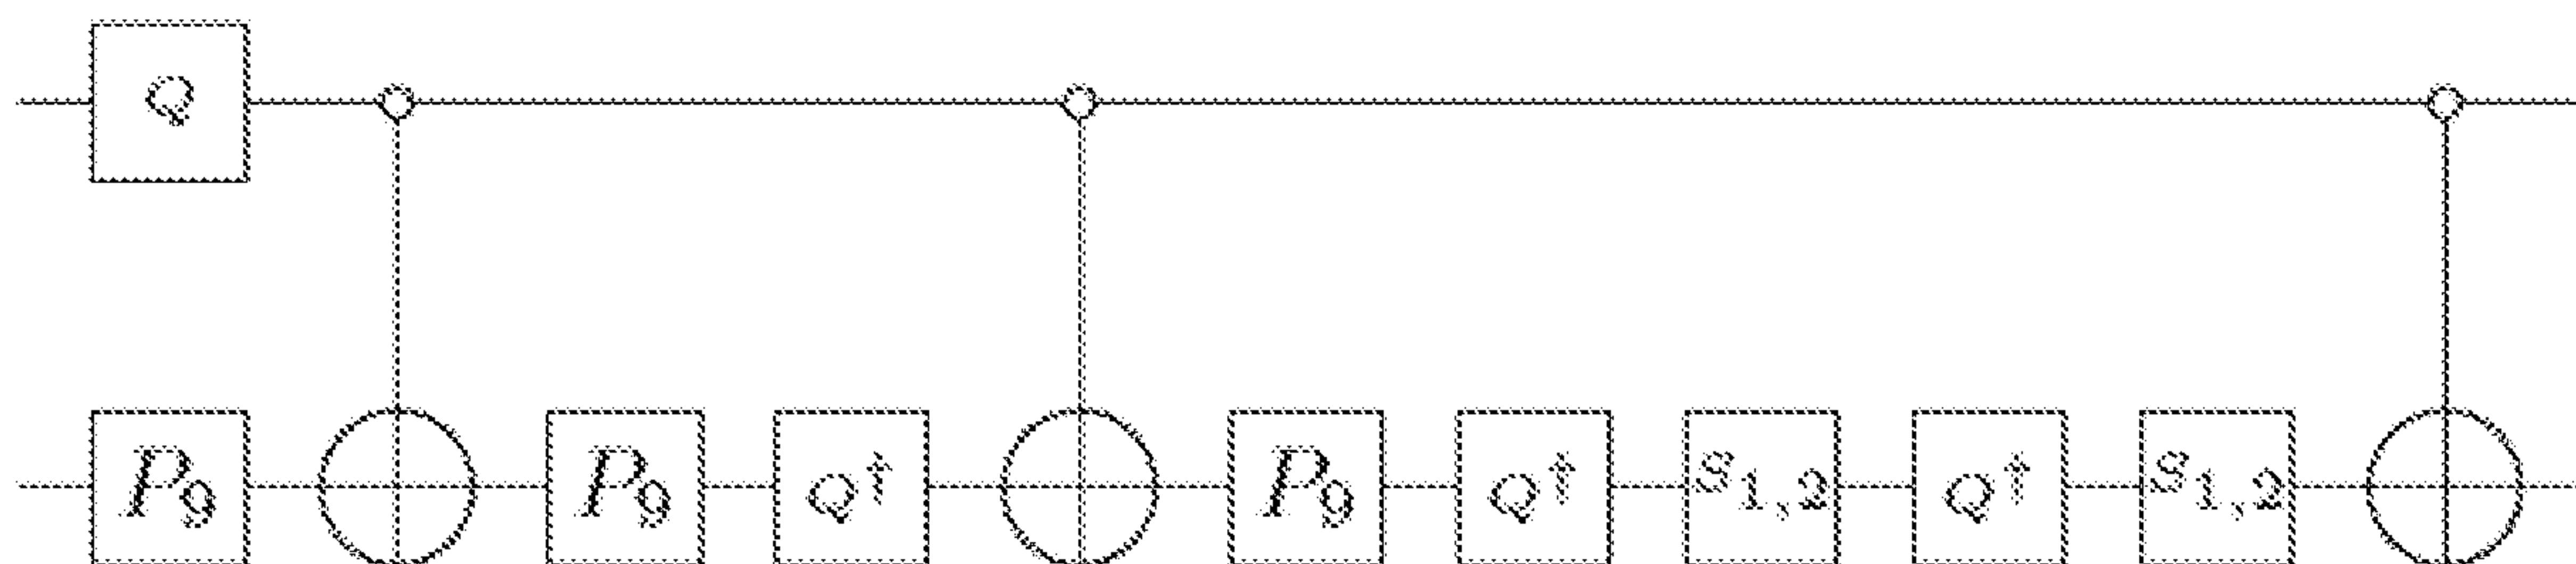 Q
P₉ P₉ Q† P₉ Q† S₁,₂ Q† S₁,₂